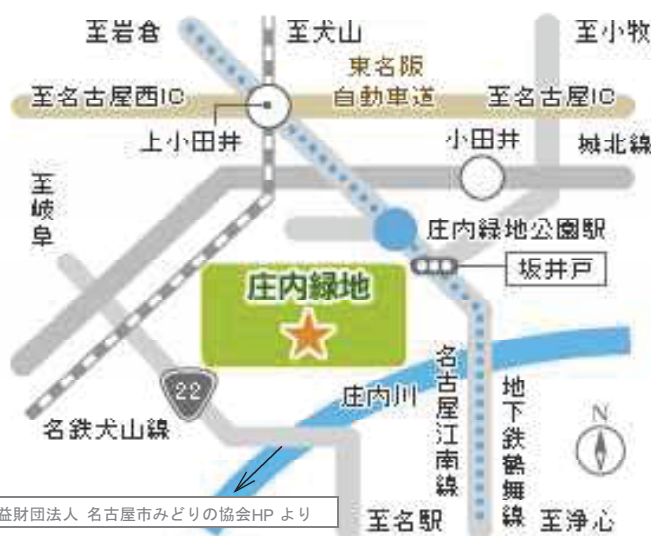 至岩倉
至犬山
至小牧
東名阪
自動車道
至名古屋西IC
至名古屋IC
上小田井
小田井
城北線
至岐阜
庄内緑地公園駅
坂井戸
庄内緑地
22
名鉄犬山線
庄内川
名古屋江南線
地下鉄鶴舞線
N
至名駅
至浄心
益財団法人 名古屋市みどりの協会HP より